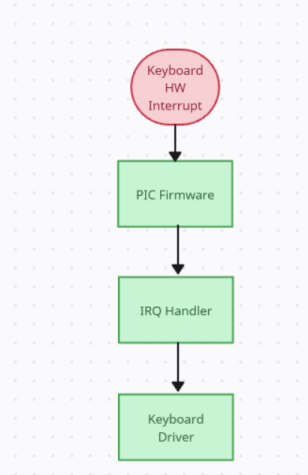 Keyboard
HW
Interrupt
PIC Firmware
IRQ Handler
Keyboard
Driver